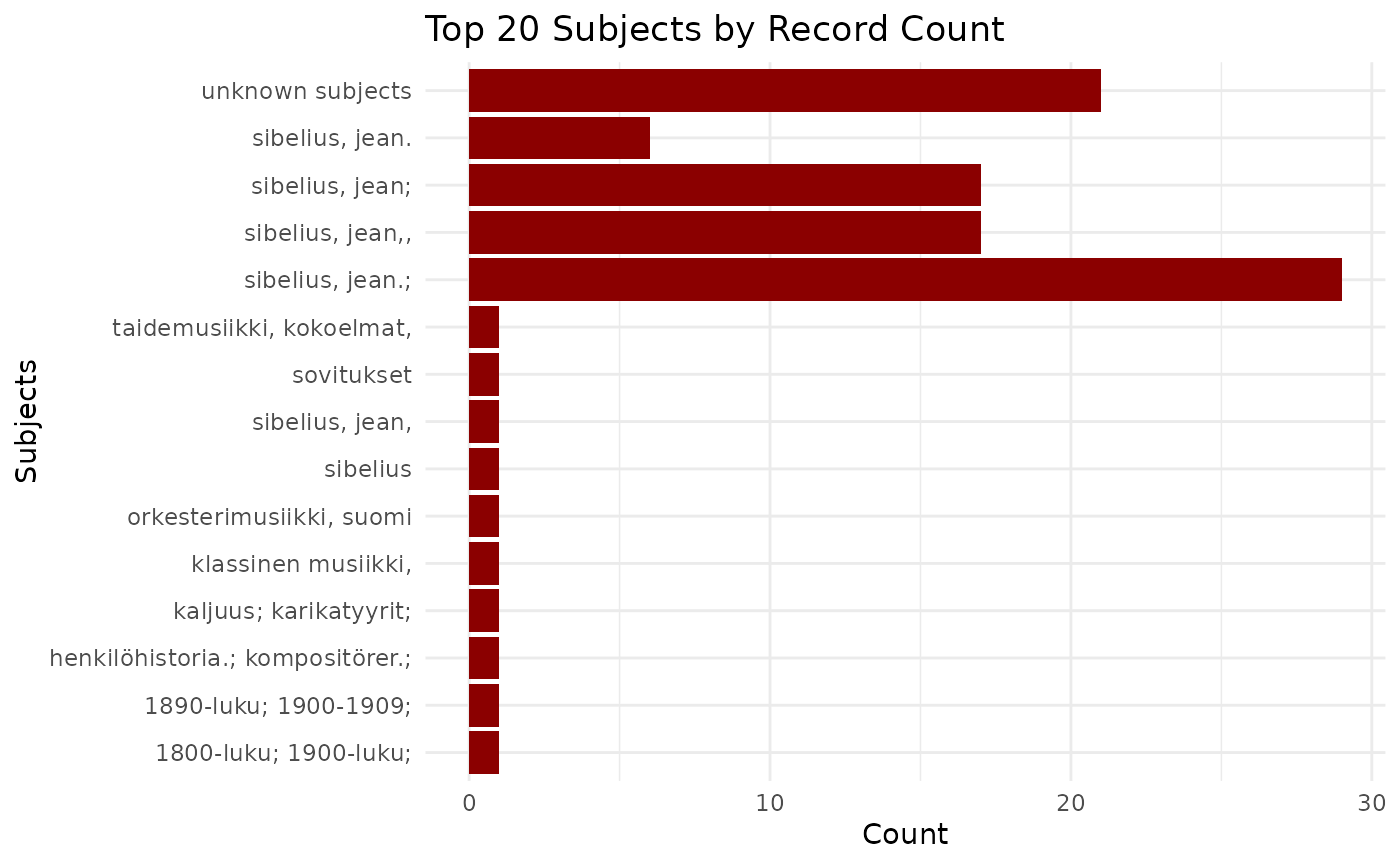 Top 20 Subjects by Record Count
unknown subjects
sibelius, jean.
sibelius, jean;
sibelius, jean,,
sibelius, jean.;
taidemusiikki, kokoelmat,
sovitukset
sibelius, jean,
sibelius
orkesterimusiikki, suomi
klassinen musiikki,
kaljuus; karikatyyrit;
henkilöhistoria.; kompositörer.;
1890-luku; 1900-1909;
1800-luku; 1900-luku;
Subjects
0 10 20 30
Count